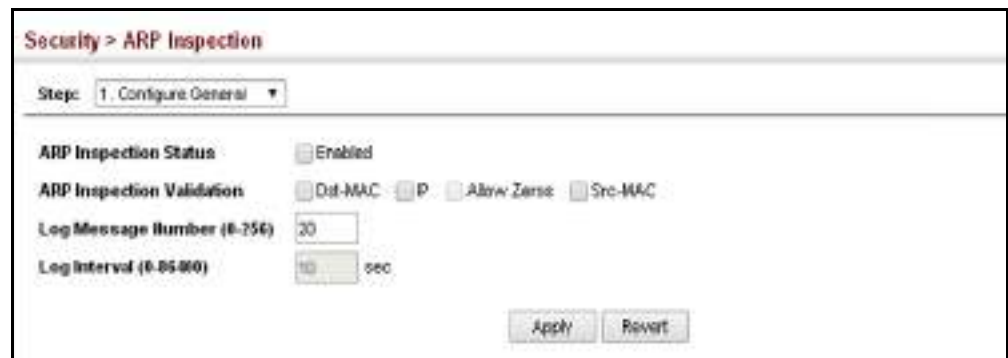 Security > ARP Inspection
Step: 1. Configure General
ARP Inspection Status Enabled
ARP Inspection Validation Dst-MAC IP Allow Zeros Src-MAC
Log Message Number (0-256) 20
Log Interval (0-86400) 10 sec
Apply Revert